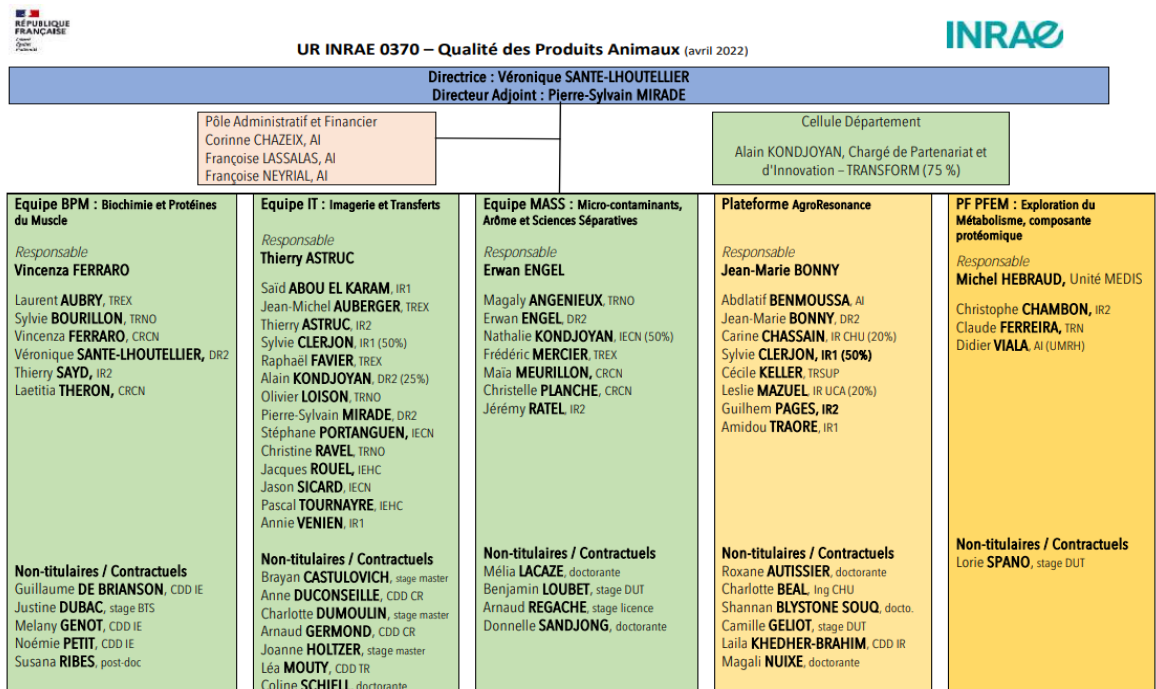 RÉPUBLIQUE
FRANÇAISE
Liberté
Égalité
Fraternité
INRAE
UR INRAE 0370 – Qualité des Produits Animaux (avril 2022)
Directrice : Véronique SANTE-LHOUTELLIER
Directeur Adjoint : Pierre-Sylvain MIRADE
Pôle Administratif et Financier
Corinne CHAZEIX, AI
Françoise LASSALAS, AI
Françoise NEYRIAL, AI
Cellule Département
Alain KONDJOYAN, Chargé de Partenariat et
d'Innovation – TRANSFORM (75 %)
Equipe BPM : Biochimie et Protéines
du Muscle
Responsable
Vincenza FERRARO
Laurent AUBRY, TREX
Sylvie BOURILLON, TRNO
Vincenza FERRARO, CRCN
Véronique SANTE-LHOUTELLIER, DR2
Thierry SAYD, IR2
Laetitia THERON, CRCN
Non-titulaires / Contractuels
Guillaume DE BRIANSON, CDD IE
Justine DUBAC, stage BTS
Melany GENOT, CDD IE
Noémie PETIT, CDD IE
Susana RIBES, post-doc
Equipe IT : Imagerie et Transferts
Responsable
Thierry ASTRUC
Saïd ABOU EL KARAM, IR1
Jean-Michel AUBERGER, TREX
Thierry ASTRUC, IR2
Sylvie CLERJON, IR1 (50%)
Raphaël FAVIER, TREX
Alain KONDJOYAN, DR2 (25%)
Olivier LOISON, TRNO
Pierre-Sylvain MIRADE, DR2
Stéphane PORTANGUEN, IECN
Christine RAVEL, TRNO
Jacques ROUEL, IEHC
Jason SICARD, IECN
Pascal TOURNAYRE, IEHC
Annie VENIEN, IR1
Non-titulaires / Contractuels
Brayan CASTULOVICH, stage master
Anne DUCONSEILLE, CDD CR
Charlotte DUMOULIN, stage master
Arnaud GERMOND, CDD CR
Joanne HOLTZER, stage master
Léa MOUTY, CDD TR
Coline SCHIELL, doctorante
Equipe MASS : Micro-contaminants,
Arôme et Sciences Séparatives
Responsable
Erwan ENGEL
Magaly ANGENIEUX, TRNO
Erwan ENGEL, DR2
Nathalie KONDJOYAN, IECN (50%)
Frédéric MERCIER, TREX
Maïa MEURILLON, CRCN
Christelle PLANCHE, CRCN
Jérémy RATEL, IR2
Non-titulaires / Contractuels
Mélia LACAZE, doctorante
Benjamin LOUBET, stage DUT
Arnaud REGACHE, stage licence
Donnelle SANDJONG, doctorante
Plateforme AgroResonance
Responsable
Jean-Marie BONNY
Abdlatif BENMOUSSA, AI
Jean-Marie BONNY, DR2
Carine CHASSAIN, IR CHU (20%)
Sylvie CLERJON, IR1 (50%)
Cécile KELLER, TRSUP
Leslie MAZUEL, IR UCA (20%)
Guilhem PAGES, IR2
Amidou TRAORE, IR1
Non-titulaires / Contractuels
Roxane AUTISSIER, doctorante
Charlotte BEAL, Ing CHU
Shannan BLYSTONE SOUQ, docto.
Camille GELIOT, stage DUT
Laila KHEDHER-BRAHIM, CDD IR
Magali NUIXE, doctorante
PF PFEM : Exploration du
Métabolisme, composante
protéomique
Responsable
Michel HEBRAUD, Unité MEDIS
Christophe CHAMBON, IR2
Claude FERREIRA, TRN
Didier VIALA, AI (UMRH)
Non-titulaires / Contractuels
Lorie SPANO, stage DUT